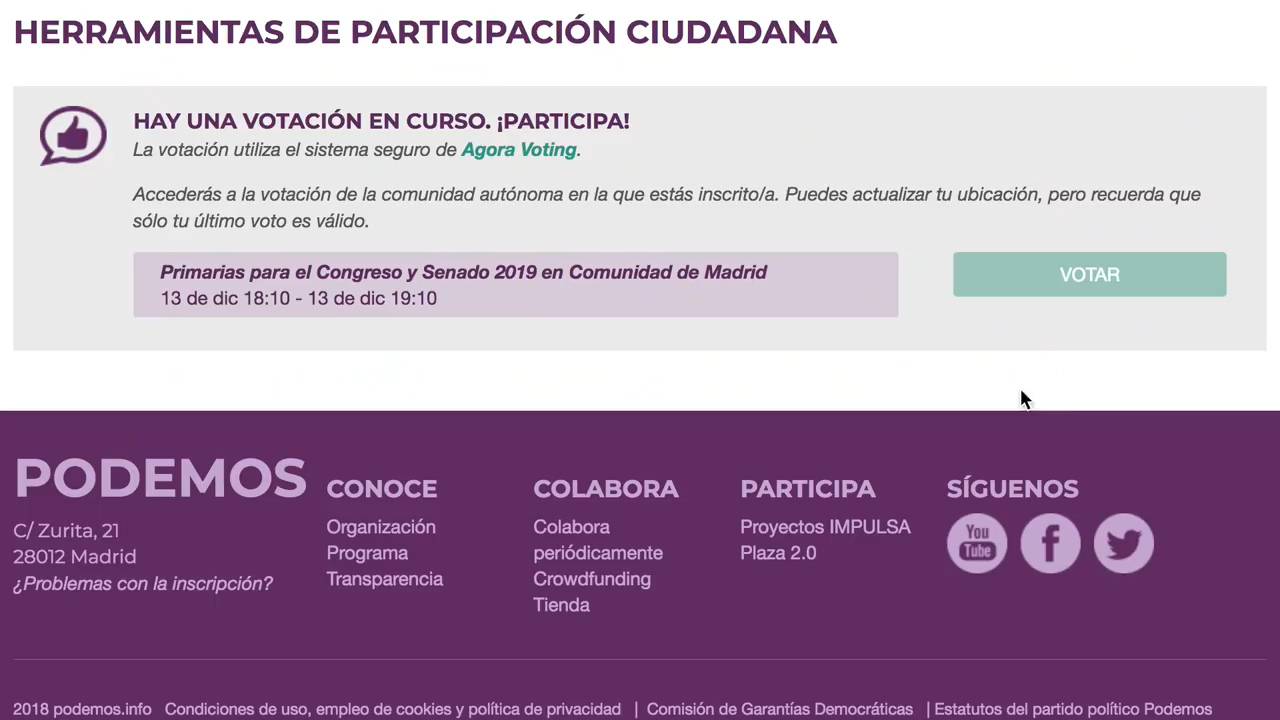 HERRAMIENTAS DE PARTICIPACIÓN CIUDADANA
HAY UNA VOTACIÓN EN CURSO. ¡PARTICIPA!
La votación utiliza el sistema seguro de Agora Voting.
Accederás a la votación de la comunidad autónoma en la que estás inscrito/a. Puedes actualizar tu ubicación, pero recuerda que
sólo tu último voto es válido.
Primarias para el Congreso y Senado 2019 en Comunidad de Madrid
13 de dic 18:10 - 13 de dic 19:10
VOTAR
PODEMOS
C/ Zurita, 21
28012 Madrid
¿Problemas con la inscripción?
CONOCE
Organización
Programa
Transparencia
COLABORA
Colabora
periódicamente
Crowdfunding
Tienda
PARTICIPA
Proyectos IMPULSA
Plaza 2.0
SÍGUENOS
You
Tube
2018 podemos.info Condiciones de uso, empleo de cookies y política de privacidad | Comisión de Garantías Democráticas | Estatutos del partido político Podemos